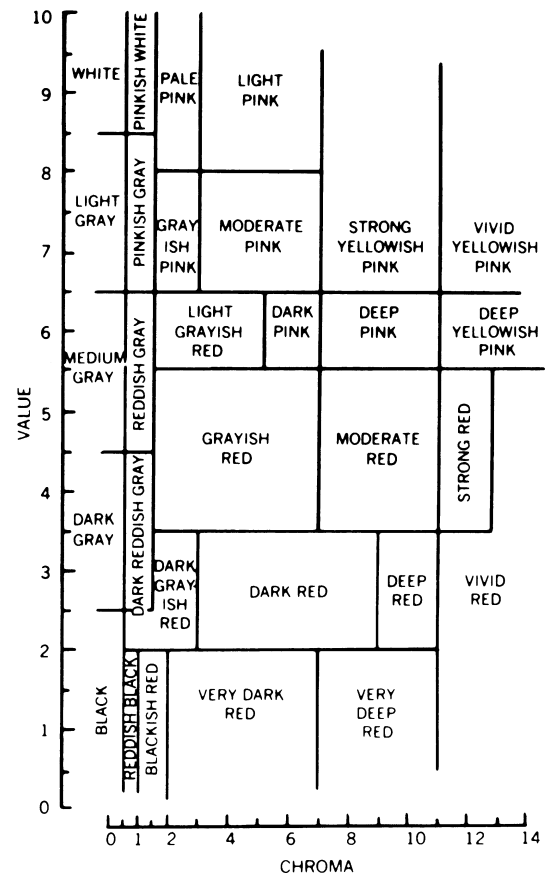 10
9
8
7
6
5
4
3
2
1
0
VALUE
WHITE
PINKISH WHITE
PALE
PINK
LIGHT
PINK
LIGHT
GRAY
PINKISH GRAY
GRAY
ISH
PINK
MODERATE
PINK
STRONG
YELLOWISH
PINK
VIVID
YELLOWISH
PINK
MEDIUM
GRAY
REDDISH GRAY
LIGHT
GRAYISH
RED
DARK
PINK
DEEP
PINK
DEEP
YELLOWISH
PINK
GRAYISH
RED
MODERATE
RED
STRONG RED
DARK
GRAY
DARK REDDISH GRAY
DARK
GRAY-
ISH
RED
DARK RED
DEEP
RED
VIVID
RED
BLACK
REDDISH BLACK
BLACKISH RED
VERY DARK
RED
VERY
DEEP
RED
0 1 2 4 6 8 10 12 14
CHROMA